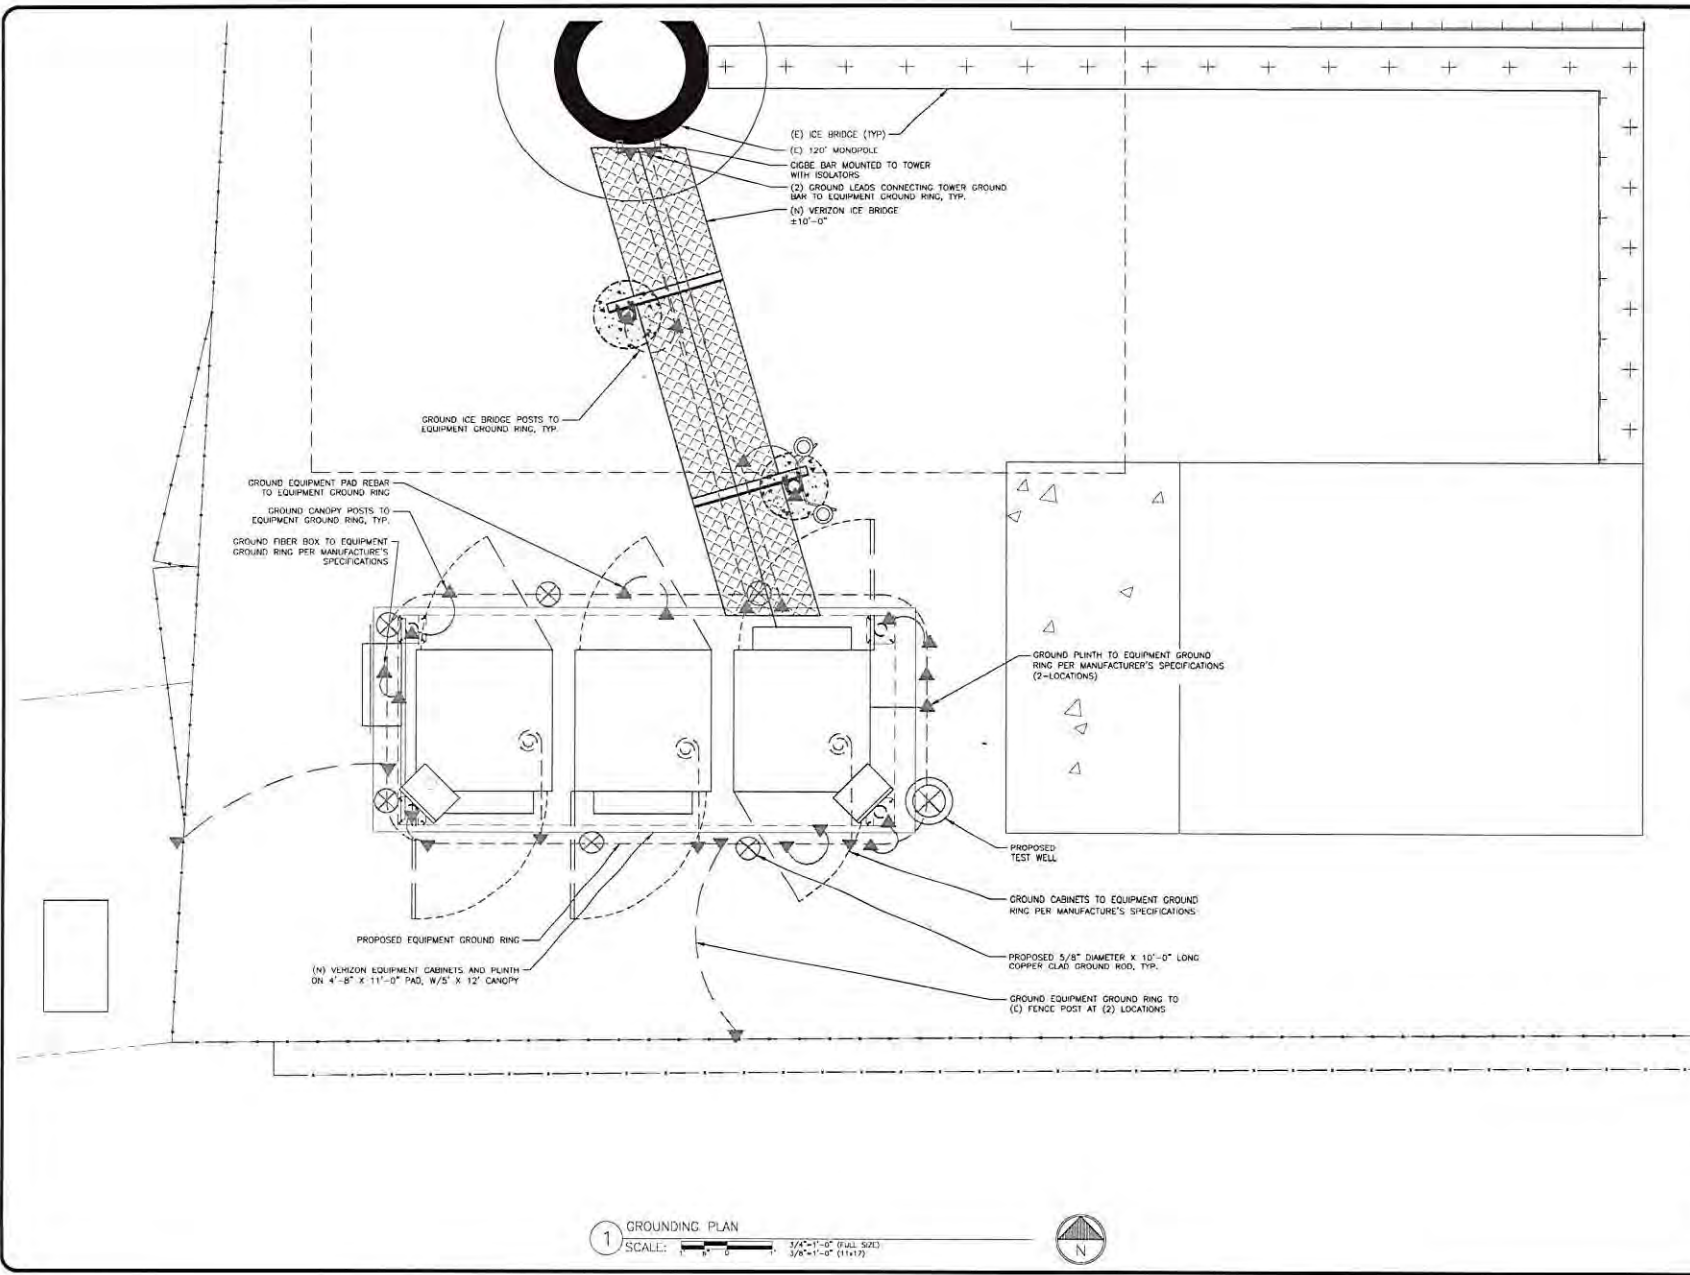 (E) ICE BRIDGE (TYP)
(E) 120' MONOPOLE
CIGBE BAR MOUNTED TO TOWER
WITH ISOLATORS
(2) GROUND LEADS CONNECTING TOWER GROUND
BAR TO EQUIPMENT GROUND RING, TYP.
(N) VERIZON ICE BRIDGE
±10'-0"
GROUND ICE BRIDGE POSTS TO
EQUIPMENT GROUND RING, TYP.
GROUND EQUIPMENT PAD REBAR
TO EQUIPMENT GROUND RING
GROUND CANOPY POSTS TO
EQUIPMENT GROUND RING, TYP.
GROUND FIBER BOX TO EQUIPMENT
GROUND RING PER MANUFACTURE'S
SPECIFICATIONS
GROUND PLINTH TO EQUIPMENT GROUND
RING PER MANUFACTURER'S SPECIFICATIONS
(2-LOCATIONS)
PROPOSED
TEST WELL
GROUND CABINETS TO EQUIPMENT GROUND
RING PER MANUFACTURE'S SPECIFICATIONS
PROPOSED EQUIPMENT GROUND RING
(N) VERIZON EQUIPMENT CABINETS AND PLINTH
ON 4'-8" X 11'-0" PAD, W/5' X 12' CANOPY
PROPOSED 5/8" DIAMETER X 10'-0" LONG
COPPER CLAD GROUND ROD, TYP.
GROUND EQUIPMENT GROUND RING TO
(E) FENCE POST AT (2) LOCATIONS
1 GROUNDING PLAN
SCALE:
1' 6" 0 1'
3/4"=1'-0" (FULL SIZE)
3/8"=1'-0" (11x17)
N